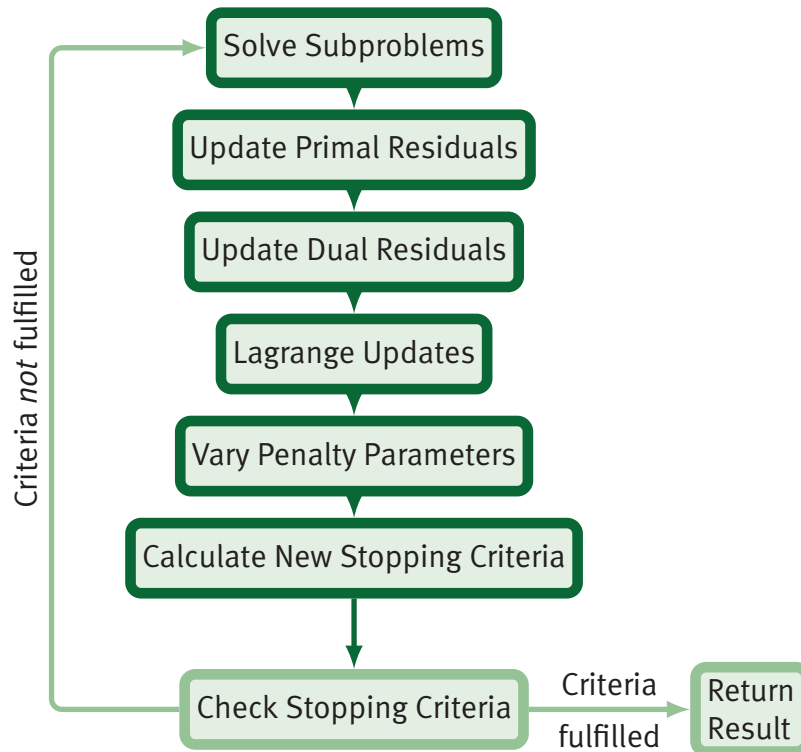 Solve Subproblems
Update Primal Residuals
Update Dual Residuals
Lagrange Updates
Vary Penalty Parameters
Calculate New Stopping Criteria
Check Stopping Criteria
Criteria
fulfilled
Return
Result
Criteria not fulfilled